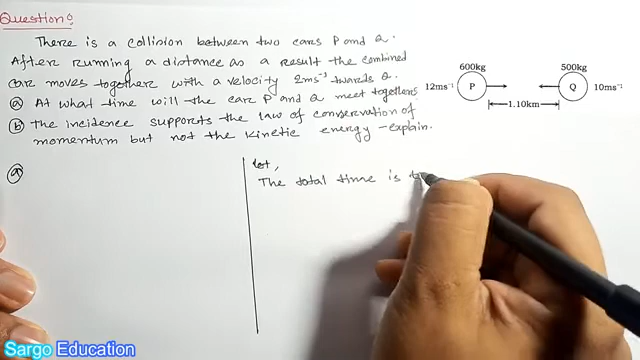 Question:
There is a collision between two cars P and Q.
After running a distance as a result the combined
car moves together with a velocity 2ms⁻¹ towards Q.
ⓐ At what time will the car P and Q meet together?
ⓑ The incidence supports the law of conservation of
momentum but not the kinetic energy - explain.
600kg 500kg
12ms⁻¹ P Q 10ms⁻¹
1.10km
ⓐ
Let,
The total time is t
Sargo Education